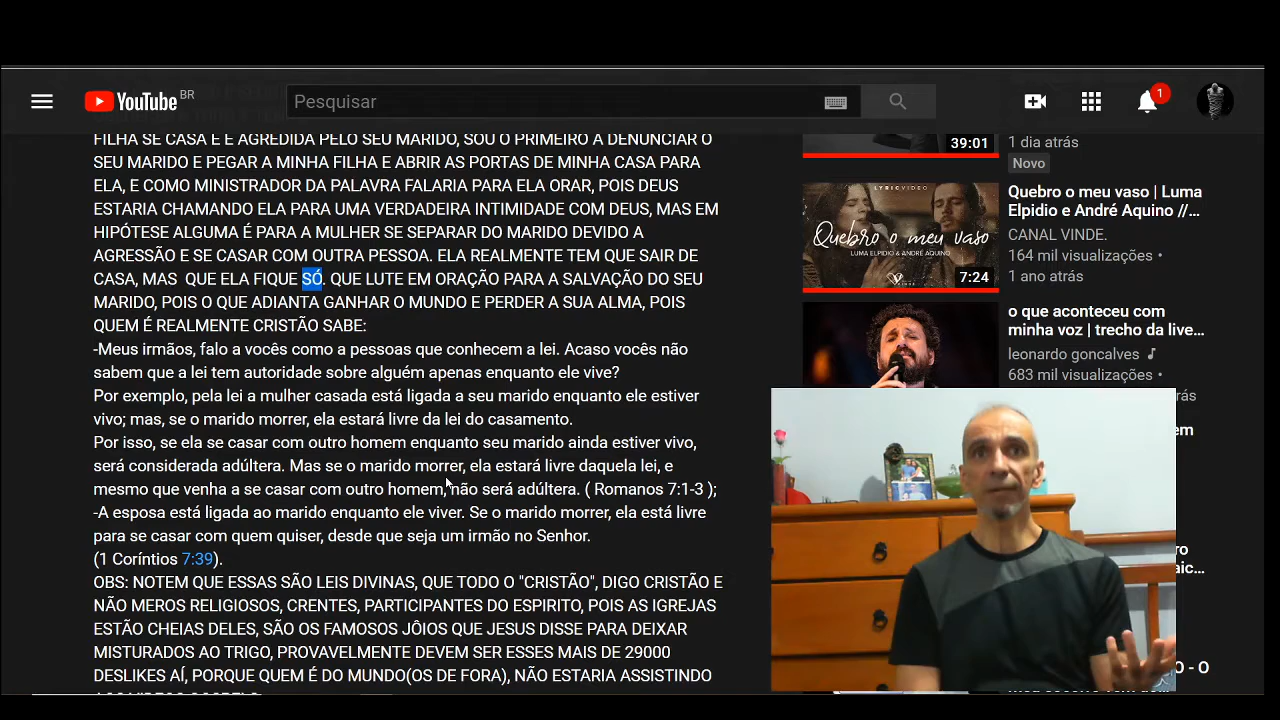 YouTube BR
Pesquisar
1
FILHA SE CASA E É AGREDIDA PELO SEU MARIDO, SOU O PRIMEIRO A DENUNCIAR O
SEU MARIDO E PEGAR A MINHA FILHA E ABRIR AS PORTAS DE MINHA CASA PARA
ELA, E COMO MINISTRADOR DA PALAVRA FALARIA PARA ELA ORAR, POIS DEUS
ESTARIA CHAMANDO ELA PARA UMA VERDADEIRA INTIMIDADE COM DEUS, MAS EM
HIPÓTESE ALGUMA É PARA A MULHER SE SEPARAR DO MARIDO DEVIDO A
AGRESSÃO E SE CASAR COM OUTRA PESSOA. ELA REALMENTE TEM QUE SAIR DE
CASA, MAS QUE ELA FIQUE SÓ. QUE LUTE EM ORAÇÃO PARA A SALVAÇÃO DO SEU
MARIDO, POIS O QUE ADIANTA GANHAR O MUNDO E PERDER A SUA ALMA, POIS
QUEM É REALMENTE CRISTÃO SABE:
-Meus irmãos, falo a vocês como a pessoas que conhecem a lei. Acaso vocês não
sabem que a lei tem autoridade sobre alguém apenas enquanto ele vive?
Por exemplo, pela lei a mulher casada está ligada a seu marido enquanto ele estiver
vivo; mas, se o marido morrer, ela estará livre da lei do casamento.
Por isso, se ela se casar com outro homem enquanto seu marido ainda estiver vivo,
será considerada adúltera. Mas se o marido morrer, ela estará livre daquela lei, e
mesmo que venha a se casar com outro homem, não será adúltera. ( Romanos 7:1-3 );
-A esposa está ligada ao marido enquanto ele viver. Se o marido morrer, ela está livre
para se casar com quem quiser, desde que seja um irmão no Senhor.
(1 Coríntios 7:39).
OBS: NOTEM QUE ESSAS SÃO LEIS DIVINAS, QUE TODO O "CRISTÃO", DIGO CRISTÃO E
NÃO MEROS RELIGIOSOS, CRENTES, PARTICIPANTES DO ESPIRITO, POIS AS IGREJAS
ESTÃO CHEIAS DELES, SÃO OS FAMOSOS JÔIOS QUE JESUS DISSE PARA DEIXAR
MISTURADOS AO TRIGO, PROVAVELMENTE DEVEM SER ESSES MAIS DE 29000
DESLIKES AÍ, PORQUE QUEM É DO MUNDO(OS DE FORA), NÃO ESTARIA ASSISTINDO
39:01
1 dia atrás
Novo
LYRIC VIDEO
Quebro o meu vaso
LUMA ELPIDIO & ANDRÉ AQUINO
7:24
Quebro o meu vaso | Luma
Elpidio e André Aquino //...
CANAL VINDE.
164 mil visualizações •
1 ano atrás
o que aconteceu com
minha voz | trecho da live...
leonardo goncalves
683 mil visualizações •